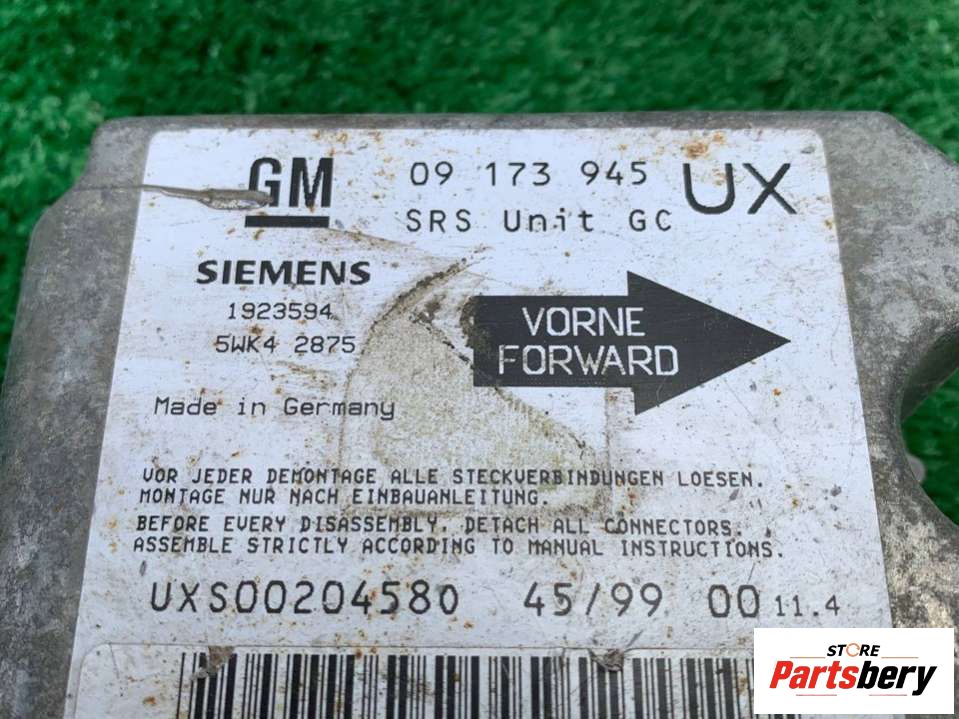 GM 09 173 945 UX
SRS Unit GC
SIEMENS
1923594
5WK4 2875
VORNE
FORWARD
Made in Germany
VOR JEDER DEMONTAGE ALLE STECKVERBINDUNGEN LOESEN.
MONTAGE NUR NACH EINBAUANLEITUNG.
BEFORE EVERY DISASSEMBLY. DETACH ALL CONNECTORS.
ASSEMBLE STRICTLY ACCORDING TO MANUAL INSTRUCTIONS.
UXS00204580 45/99 00 11.4
STORE
Partsbery